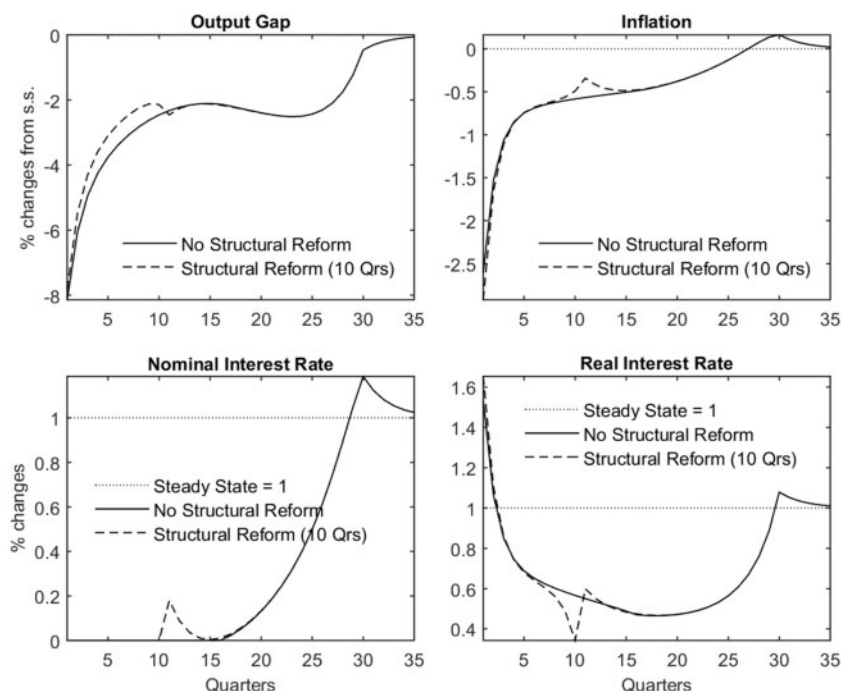 Output Gap
% changes from s.s.
0
-2
-4
-6
-8
No Structural Reform
Structural Reform (10 Qrs)
5 10 15 20 25 30 35
Inflation
0
-0.5
-1
-1.5
-2
-2.5
No Structural Reform
Structural Reform (10 Qrs)
5 10 15 20 25 30 35
Nominal Interest Rate
% changes
1
0.8
0.6
0.4
0.2
0
Steady State = 1
No Structural Reform
Structural Reform (10 Qrs)
5 10 15 20 25 30 35
Quarters
Real Interest Rate
1.6
1.4
1.2
1
0.8
0.6
0.4
Steady State = 1
No Structural Reform
Structural Reform (10 Qrs)
5 10 15 20 25 30 35
Quarters